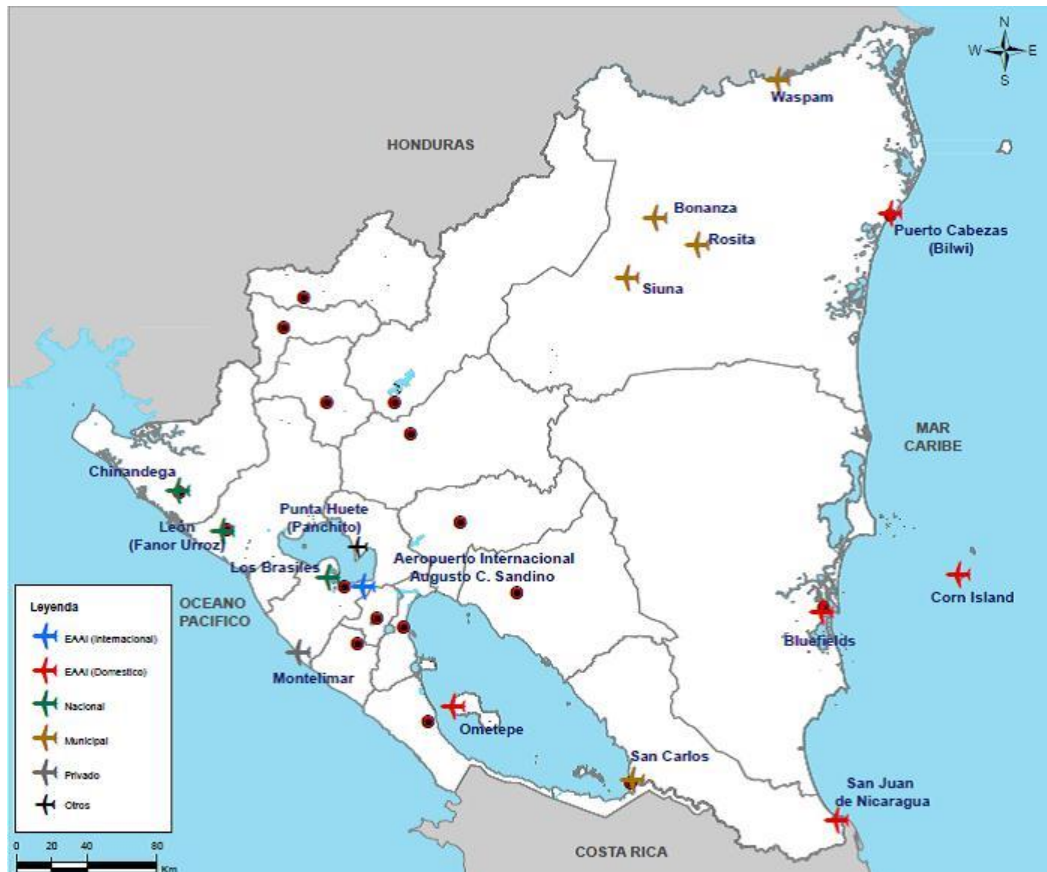 N
W E
S
Waspam
HONDURAS
Bonanza
Rosita
Puerto Cabezas
(Bilwi)
Siuna
MAR
CARIBE
Chinandega
Punta Huete
(Panchito)
León
(Fanor Urroz)
Aeropuerto Internacional
Augusto C. Sandino
Los Brasiles
OCEANO
PACIFICO
Corn Island
Bluefields
Montelimar
Ometepe
San Carlos
San Juan
de Nicaragua
COSTA RICA
Leyenda
EAAI (Internacional)
EAAI (Domestico)
Nacional
Municipal
Privado
Otros
0 20 40 80
Km